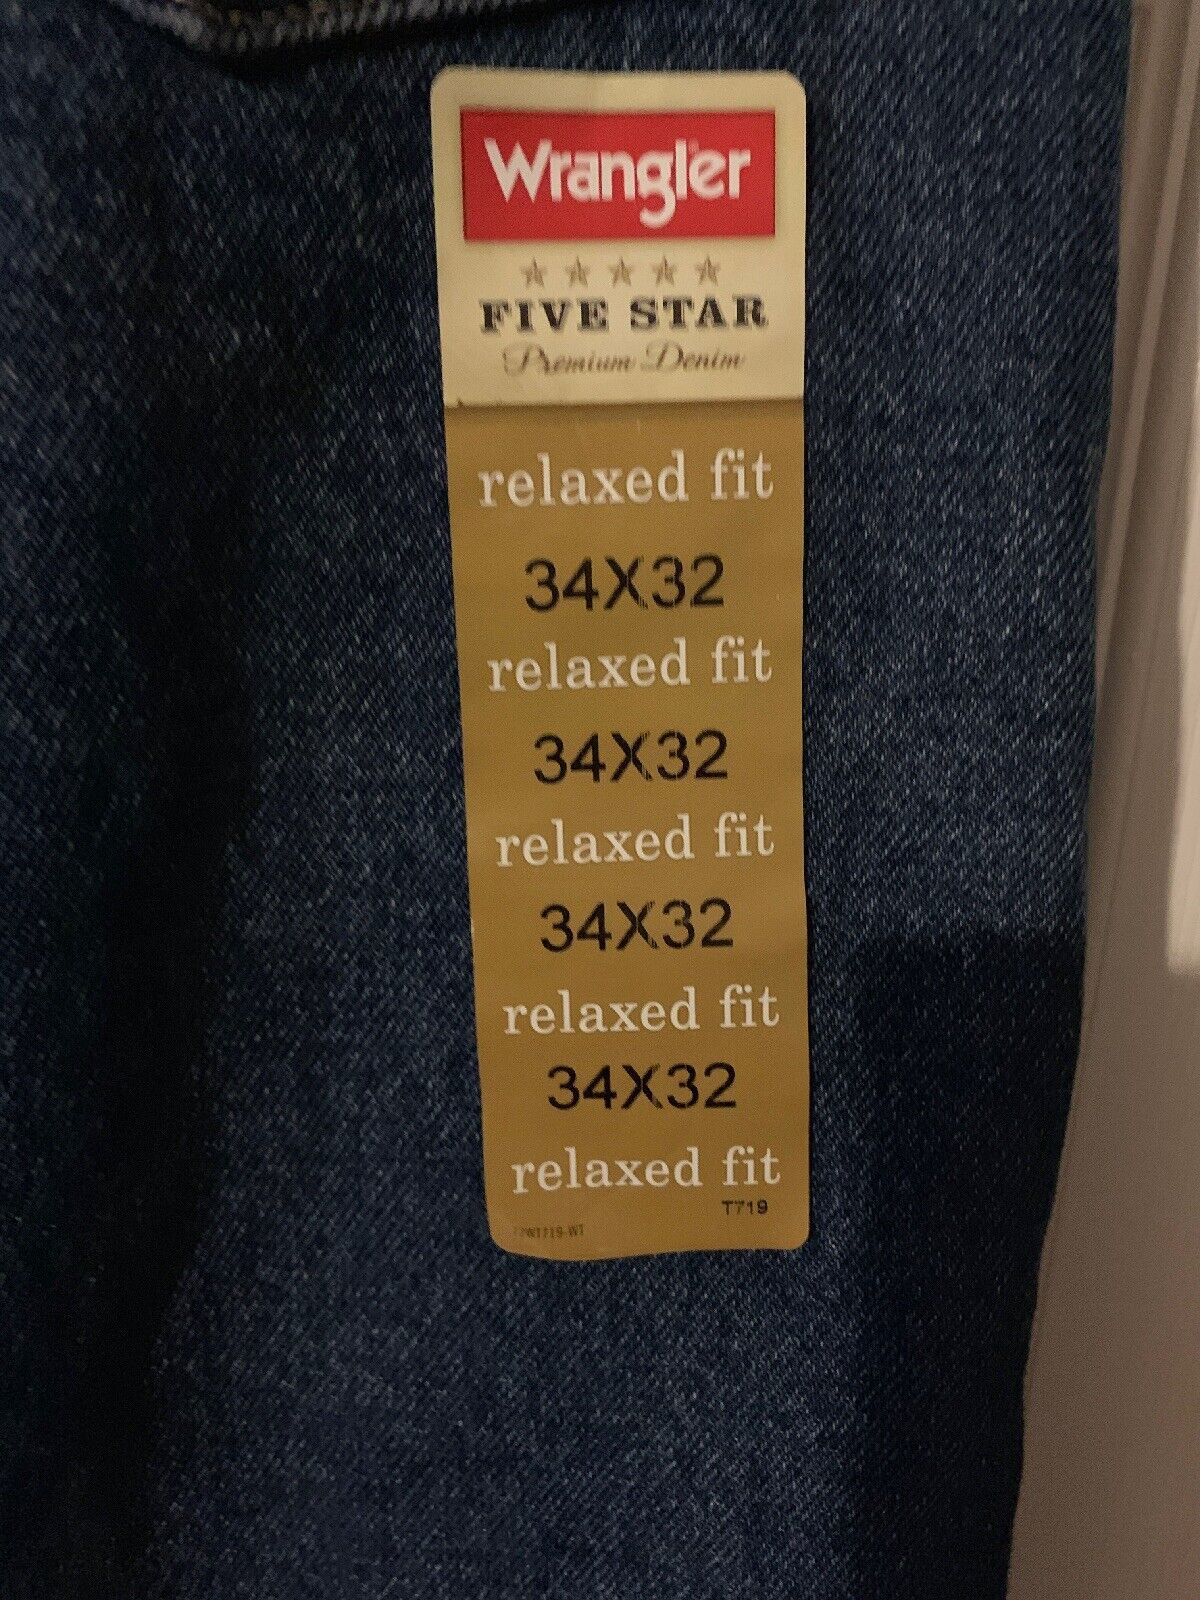 Wrangler
FIVE STAR
Premium Denim
relaxed fit
34X32
relaxed fit
34X32
relaxed fit
34X32
relaxed fit
34X32
relaxed fit
T719